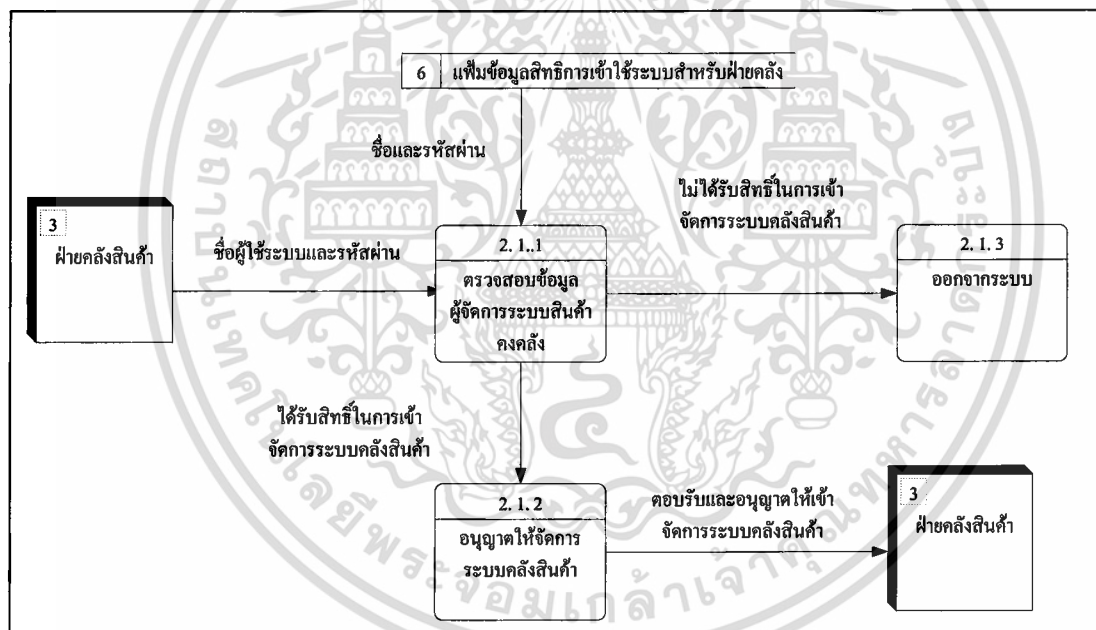 6 แฟ้มข้อมูลสิทธิการเข้าใช้ระบบสำหรับฝ่ายคลัง
ชื่อและรหัสผ่าน
ไม่ได้รับสิทธิ์ในการเข้า
จัดการระบบคลังสินค้า
3
ฝ่ายคลังสินค้า
ชื่อผู้ใช้ระบบและรหัสผ่าน
2. 1..1
ตรวจสอบข้อมูล
ผู้จัดการระบบสินค้า
คงคลัง
2. 1. 3
ออกจากระบบ
ได้รับสิทธิ์ในการเข้า
จัดการระบบคลังสินค้า
2. 1. 2
อนุญาตให้จัดการ
ระบบคลังสินค้า
ตอบรับและอนุญาตให้เข้า
จัดการระบบคลังสินค้า
3
ฝ่ายคลังสินค้า